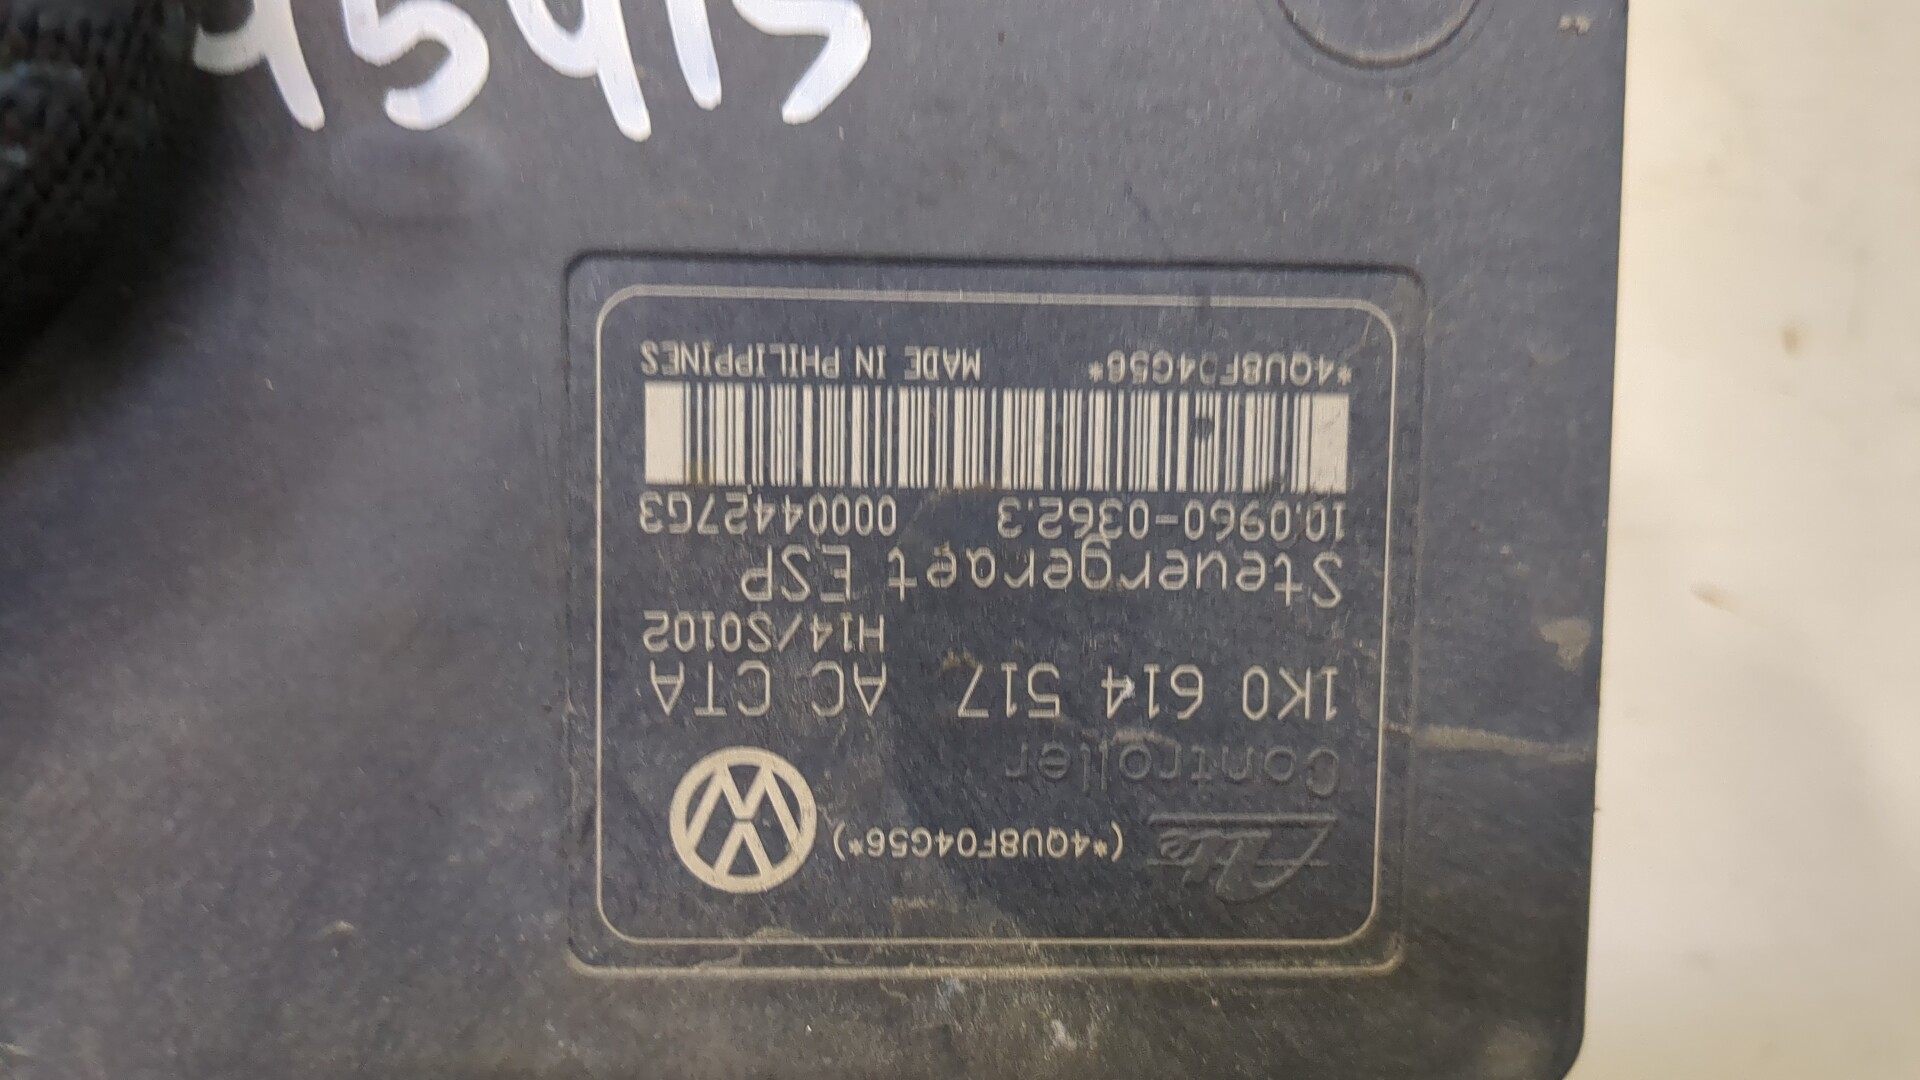 Ate (*4QU8F04G56*)
Controller
1K0 614 517 AC CTA
H14/S0102
Steuergeraet ESP
10.0960-0362.3 00004427G3
*4QU8F04G56* MADE IN PHILIPPINES